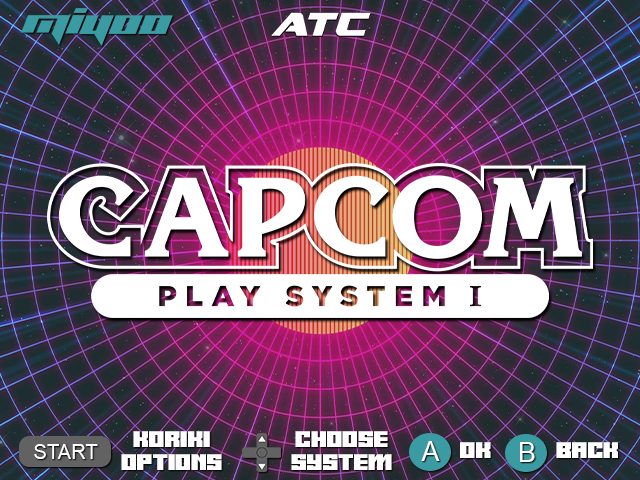 miyoo
ATC
CAPCOM
PLAY SYSTEM I
START
KORIKI
OPTIONS
CHOOSE
SYSTEM
A
OK
B
BACK